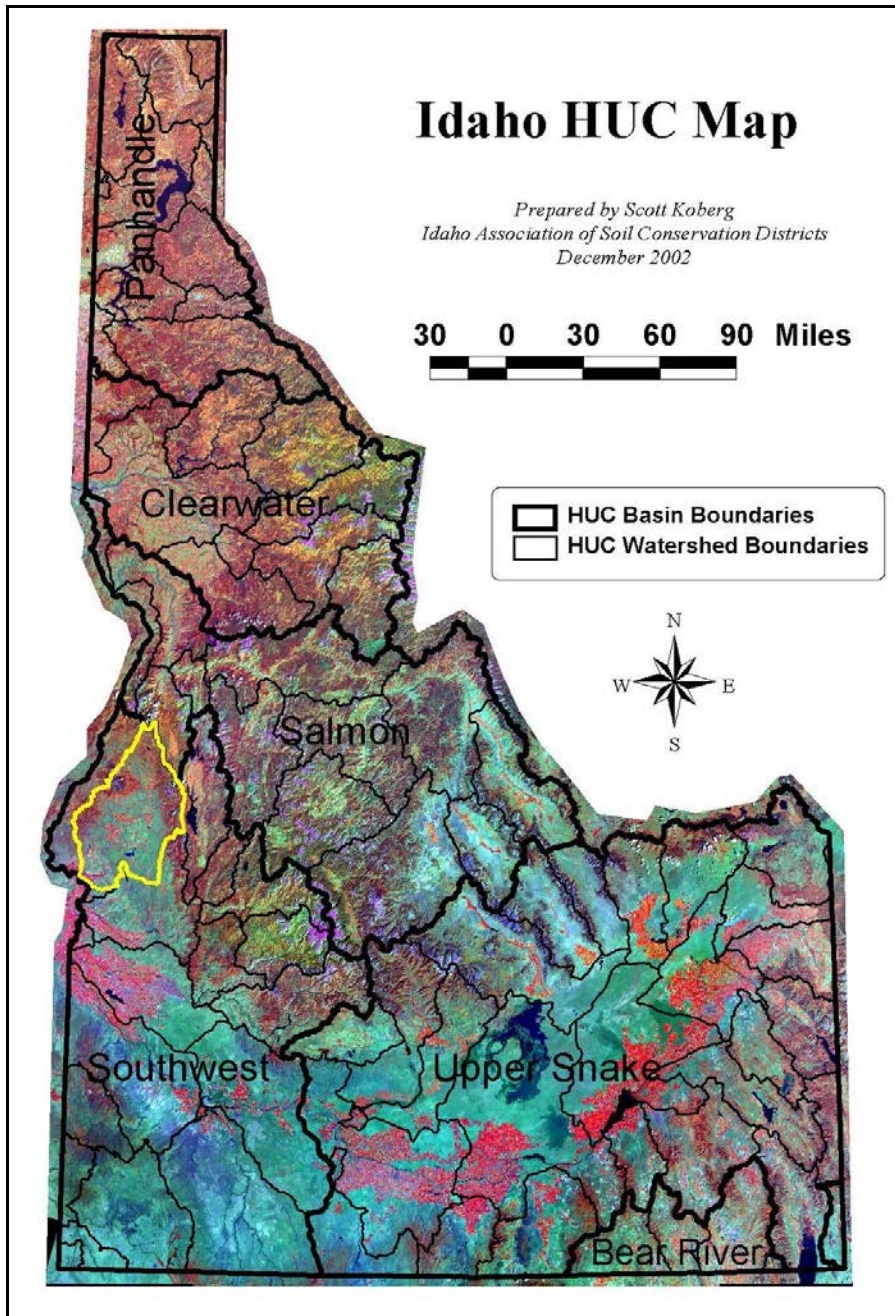 Idaho HUC Map
Prepared by Scott Koberg
Idaho Association of Soil Conservation Districts
December 2002
30 0 30 60 90 Miles
HUC Basin Boundaries
HUC Watershed Boundaries
N
W E
S
Panhandle
Clearwater
Salmon
Southwest
Upper Snake
Bear River